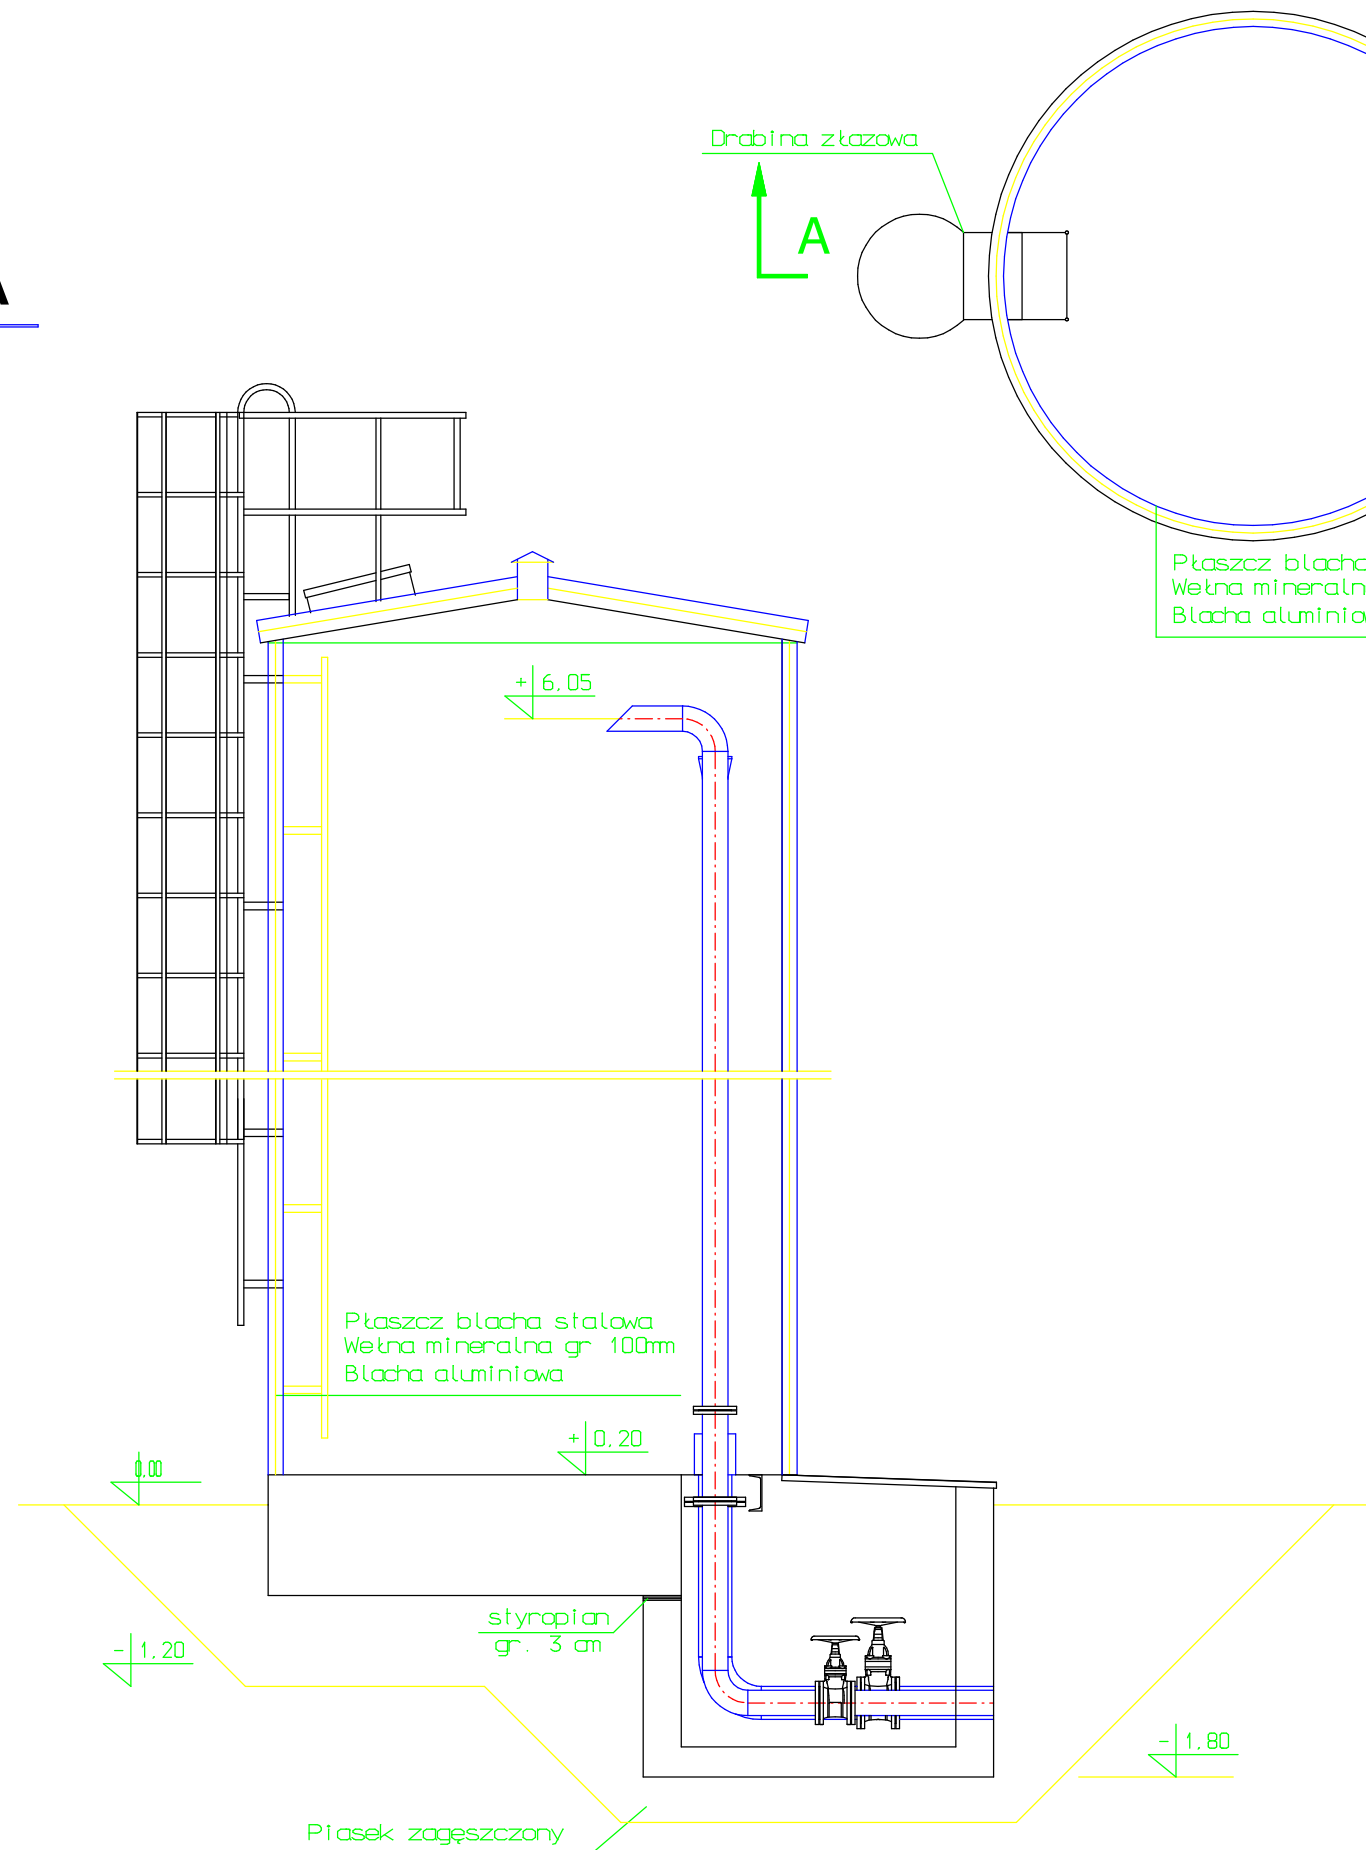 Drabina złazowa
A
A
Płaszcz blacha
Wełna mineraln
Blacha aluminiow
+ 6,05
Płaszcz blacha stalowa
Wełna mineralna gr 100mm
Blacha aluminiowa
+ 0,20
0,00
styropian
gr. 3 cm
- 1,20
- 1,80
Piasek zagęszczony